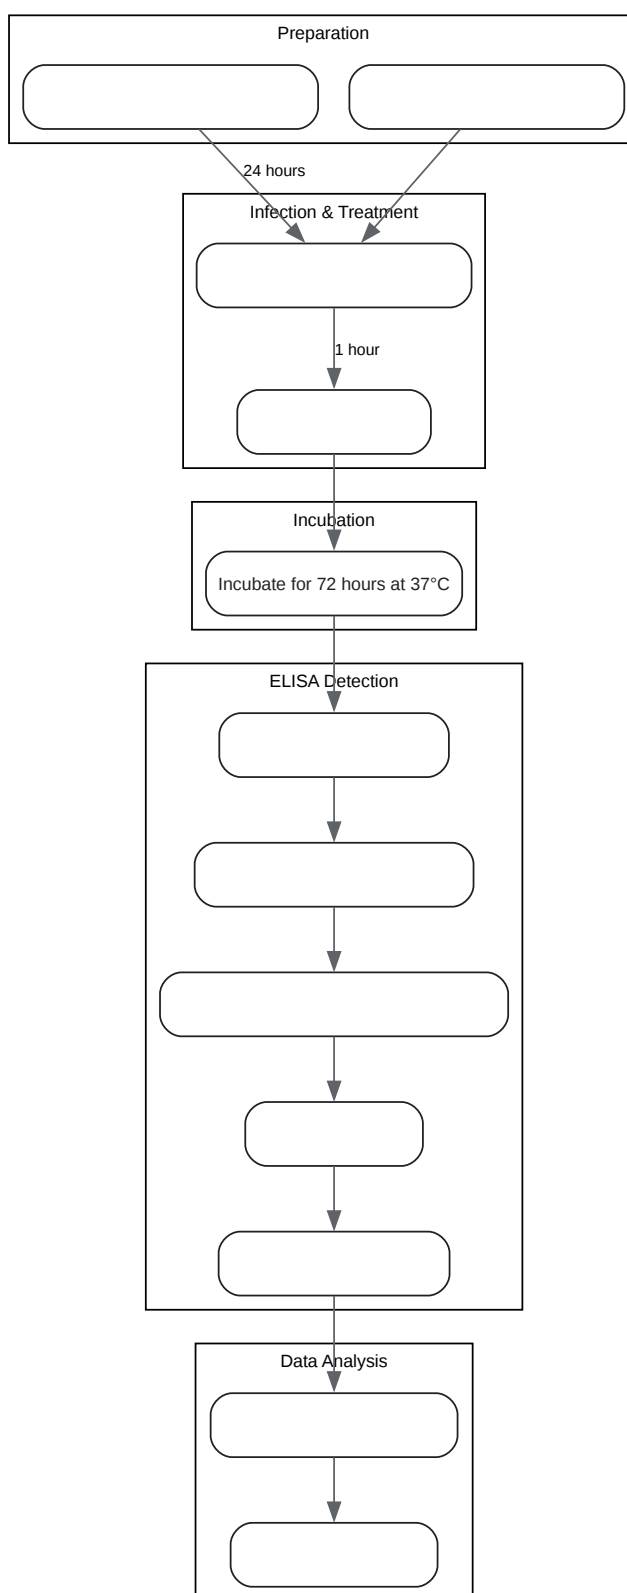 Preparation
24 hours
Infection & Treatment
1 hour
Incubation
Incubate for 72 hours at 37°C
ELISA Detection
Data Analysis